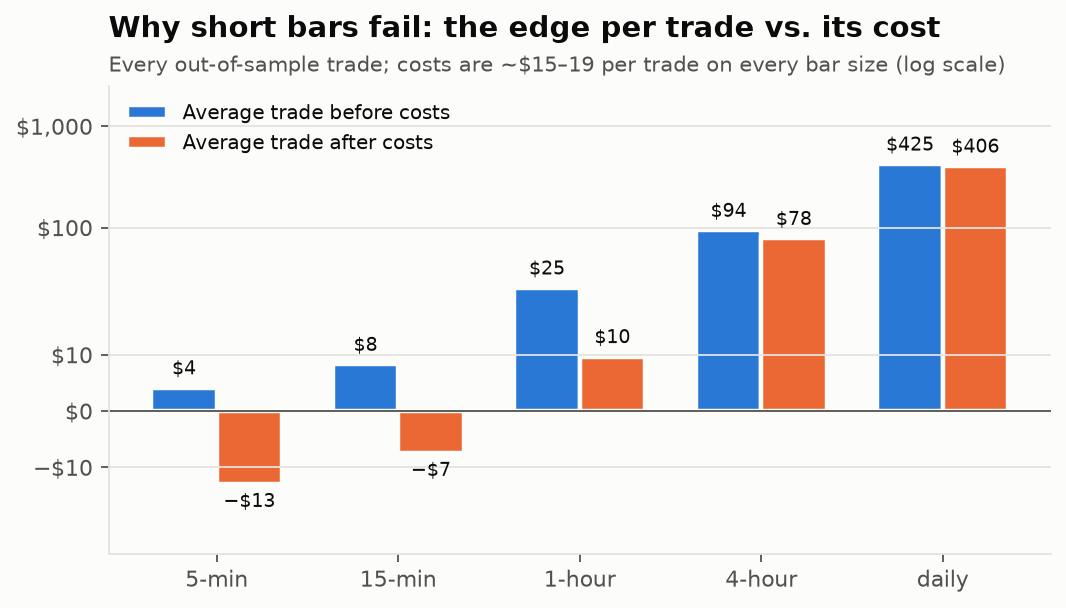 Why short bars fail: the edge per trade vs. its cost
Every out-of-sample trade; costs are ~$15–19 per trade on every bar size (log scale)
Average trade before costs
Average trade after costs
$1,000
$100
$10
$0
−$10
$4
−$13
$8
−$7
$25
$10
$94
$78
$425
$406
5-min
15-min
1-hour
4-hour
daily